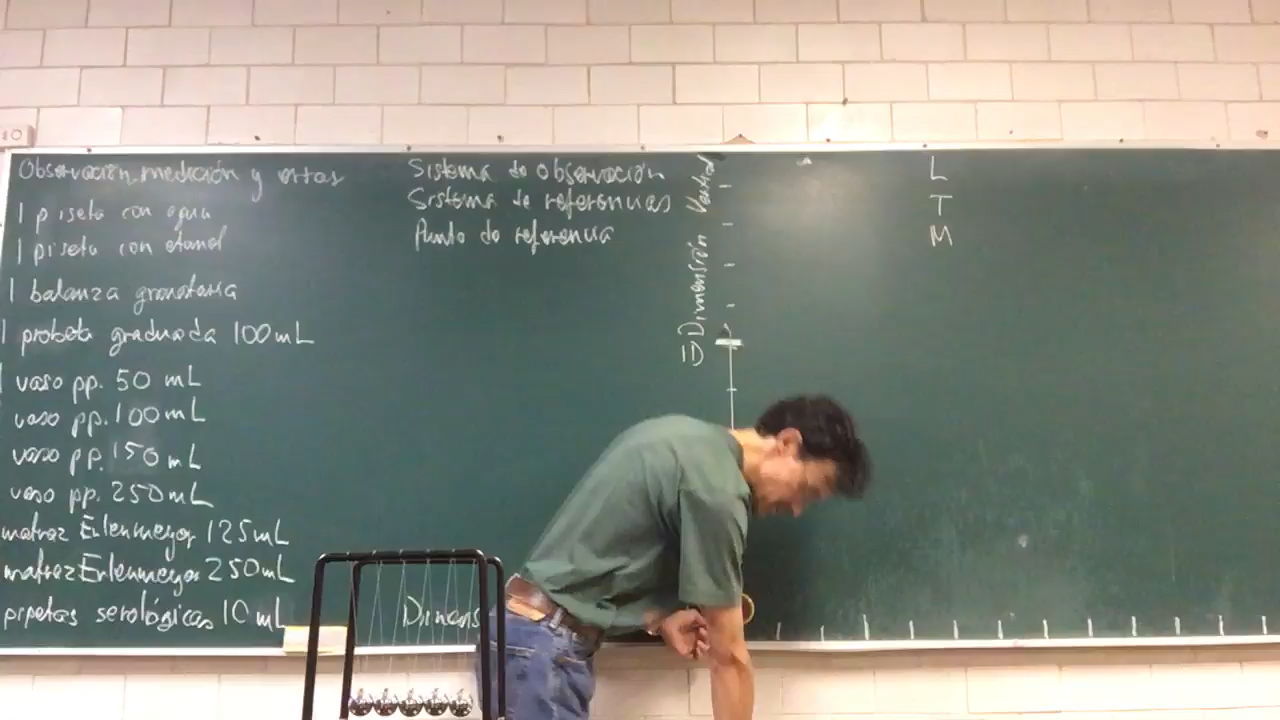 Observación, medición y
1 piseta con agua
1 piseta con etanol
1 balanza granataria
1 probeta graduada 100 mL
1 vaso pp. 50 mL
vaso pp. 100 mL
vaso pp. 150 mL
vaso pp. 250 mL
matraz Erlenmeyer 125 mL
matraz Erlenmeyer 250 mL
pipetas serológicas 10 mL
Sistema de observación
Sistema de referencias
Punto de referencia
Dimensión Vertical
L
T
M
Dimens